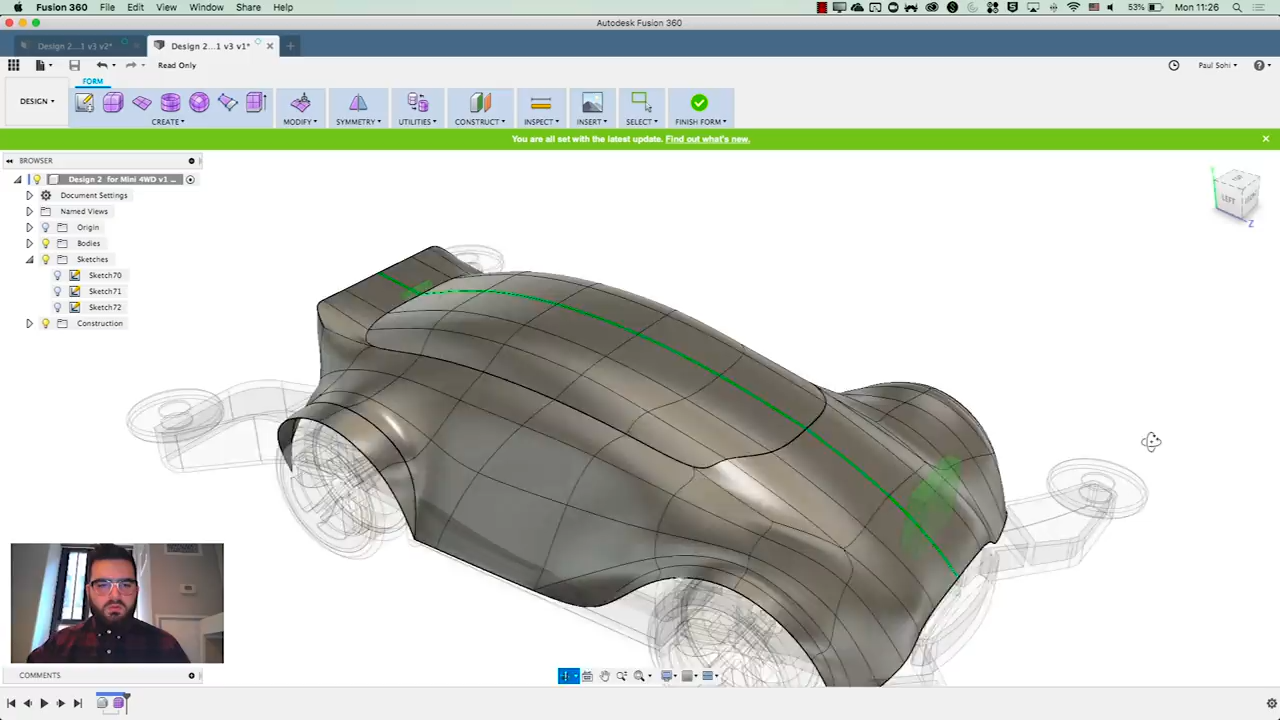 Fusion 360 File Edit View Window Share Help 53% Mon 11:26
Autodesk Fusion 360
Design 2...1 v3 v2* Design 2...1 v3 v1*
Read Only Paul Sohi
FORM
DESIGN
CREATE MODIFY SYMMETRY UTILITIES CONSTRUCT INSPECT INSERT SELECT FINISH FORM
You are all set with the latest update. Find out what's new.
BROWSER
Design 2 for Mini 4WD v1 ...
Document Settings
Named Views
Origin
Bodies
Sketches
Sketch70
Sketch71
Sketch72
Construction
LEFT
Z
COMMENTS